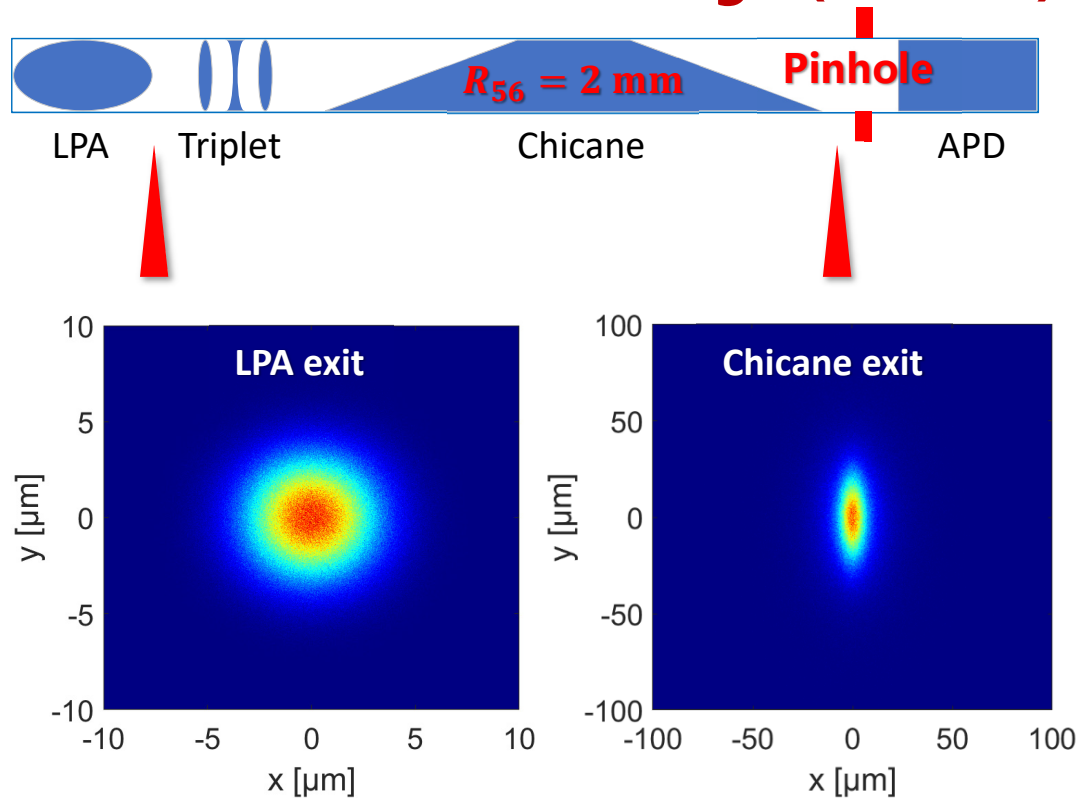 R₅₆ = 2 mm
Pinhole
LPA
Triplet
Chicane
APD
LPA exit
10
5
0
-5
-10
y [µm]
-10 -5 0 5 10
x [µm]
Chicane exit
100
50
0
-50
-100
y [µm]
-100 -50 0 50 100
x [µm]